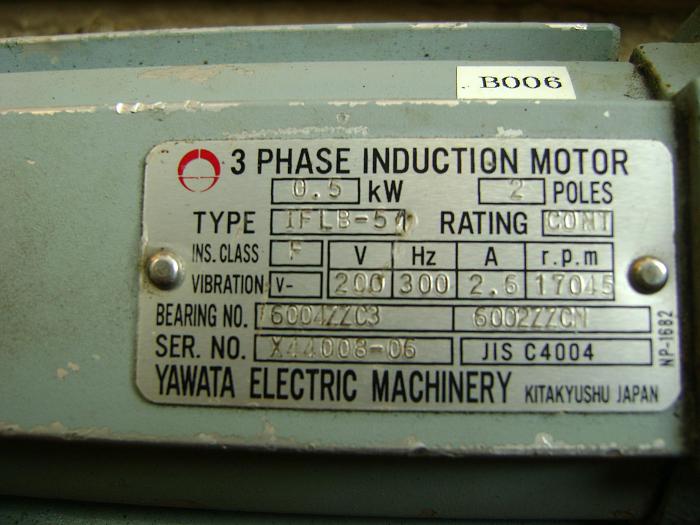 B006
3 PHASE INDUCTION MOTOR
0.5 kW 2 POLES
TYPE RATING CONT
INS. CLASS F V Hz A r.p.m
VIBRATION V- 200 300 2.6 17045
BEARING NO. 6004ZZC3 6002ZZCM
SER. NO. X44008-06 JIS C4004
YAWATA ELECTRIC MACHINERY KITAKYUSHU JAPAN
NP-1682